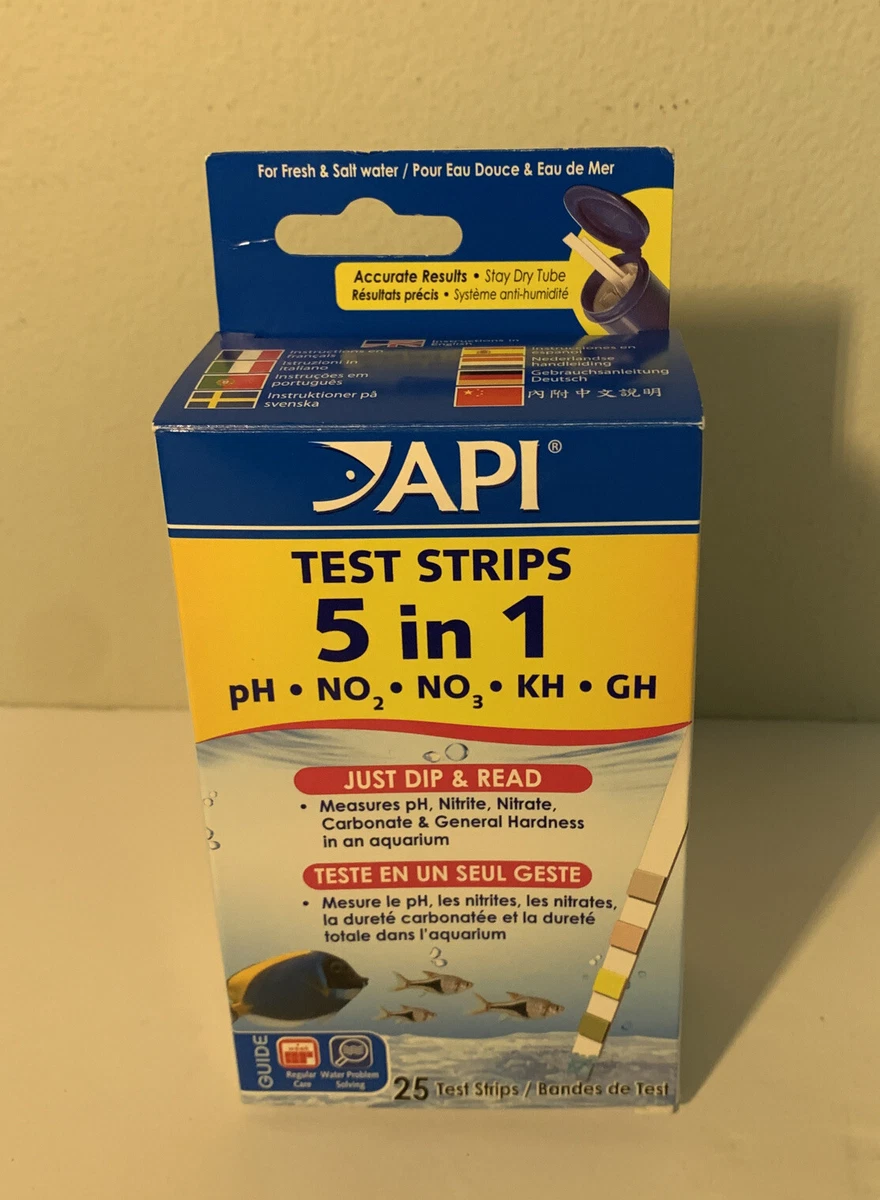 For Fresh & Salt water / Pour Eau Douce & Eau de Mer
Accurate Results • Stay Dry Tube
Résultats précis • Système anti-humidité
Instructions en
français
Istruzioni in
italiano
Instruções em
português
Instruktioner på
svenska
Instructions in
English
Instrucciones en
español
Nederlandse
handleiding
Gebrauchsanleitung
Deutsch
內附中文說明
API®
TEST STRIPS
5 in 1
pH • NO2 • NO3 • KH • GH
JUST DIP & READ
• Measures pH, Nitrite, Nitrate,
Carbonate & General Hardness
in an aquarium
TESTE EN UN SEUL GESTE
• Mesure le pH, les nitrites, les nitrates,
la dureté carbonatée et la dureté
totale dans l'aquarium
GUIDE
Regular
Care
Water Problem
Solving
25 Test Strips / Bandes de Test